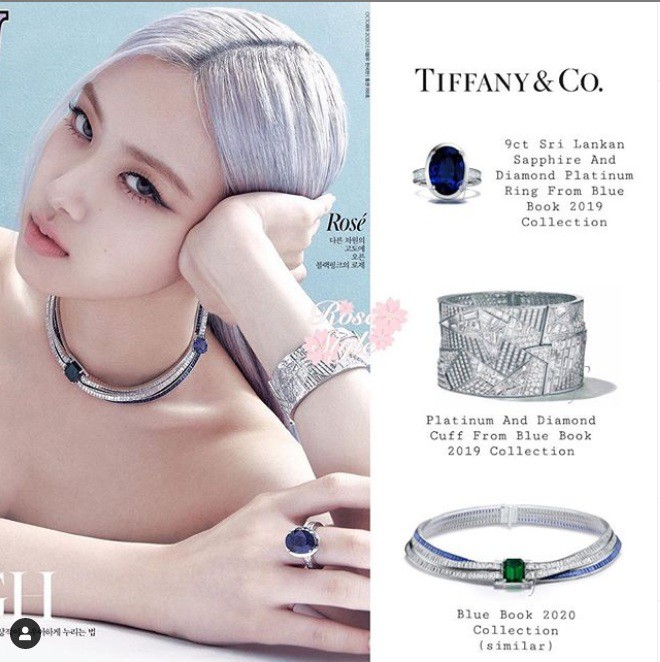 Rosé
다른 차원의
고도에
오른
블랙핑크의 로제
Rose
Style
GH
TIFFANY & CO.
9ct Sri Lankan
Sapphire And
Diamond Platinum
Ring From Blue
Book 2019
Collection
Platinum And Diamond
Cuff From Blue Book
2019 Collection
Blue Book 2020
Collection
(similar)